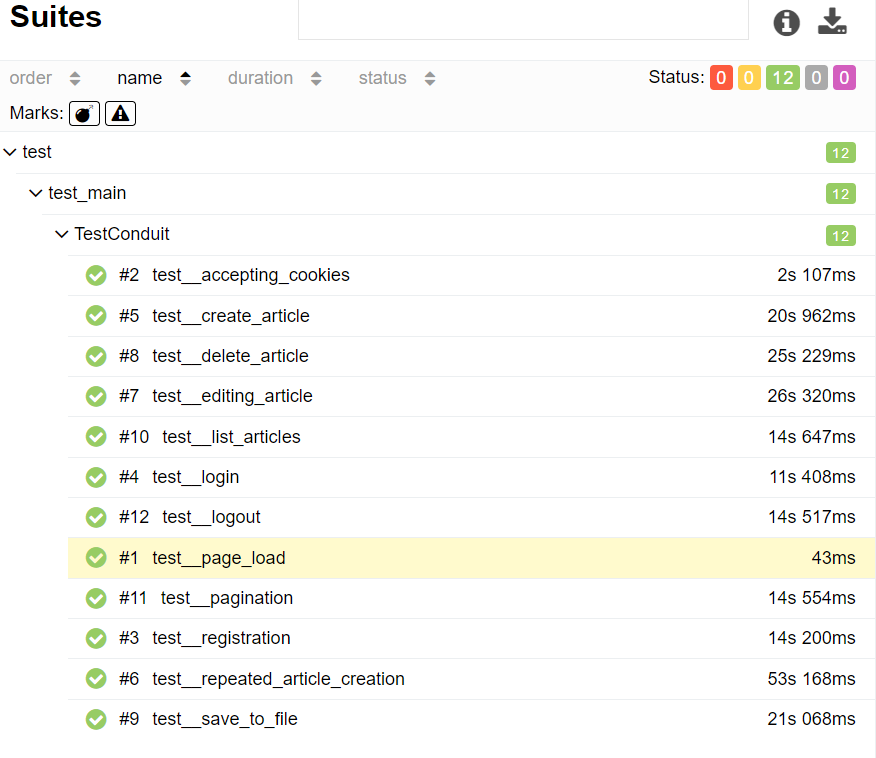 Suites
order name duration status Status: 0 0 12 0 0
Marks:
test 12
test_main 12
TestConduit 12
#2 test__accepting_cookies 2s 107ms
#5 test__create_article 20s 962ms
#8 test__delete_article 25s 229ms
#7 test__editing_article 26s 320ms
#10 test__list_articles 14s 647ms
#4 test__login 11s 408ms
#12 test__logout 14s 517ms
#1 test__page_load 43ms
#11 test__pagination 14s 554ms
#3 test__registration 14s 200ms
#6 test__repeated_article_creation 53s 168ms
#9 test__save_to_file 21s 068ms